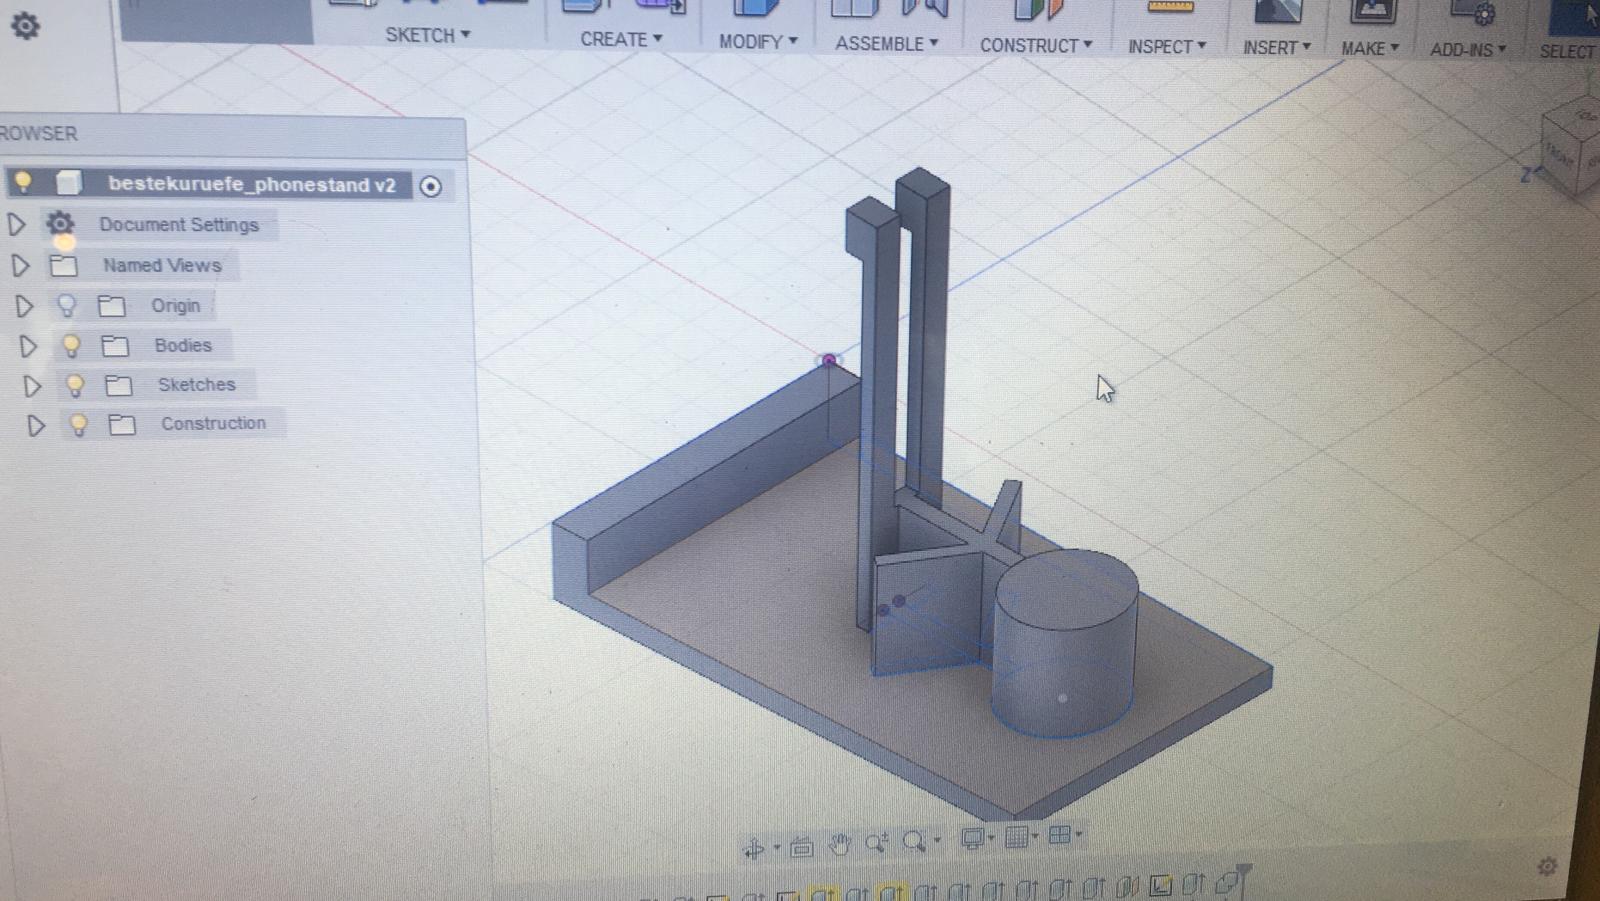 SKETCH
CREATE
MODIFY
ASSEMBLE
CONSTRUCT
INSPECT
INSERT
MAKE
ADD-INS
SELECT
ROWSER
bestekuruefe_phonestand v2
Document Settings
Named Views
Origin
Bodies
Sketches
Construction
FRONT
Z